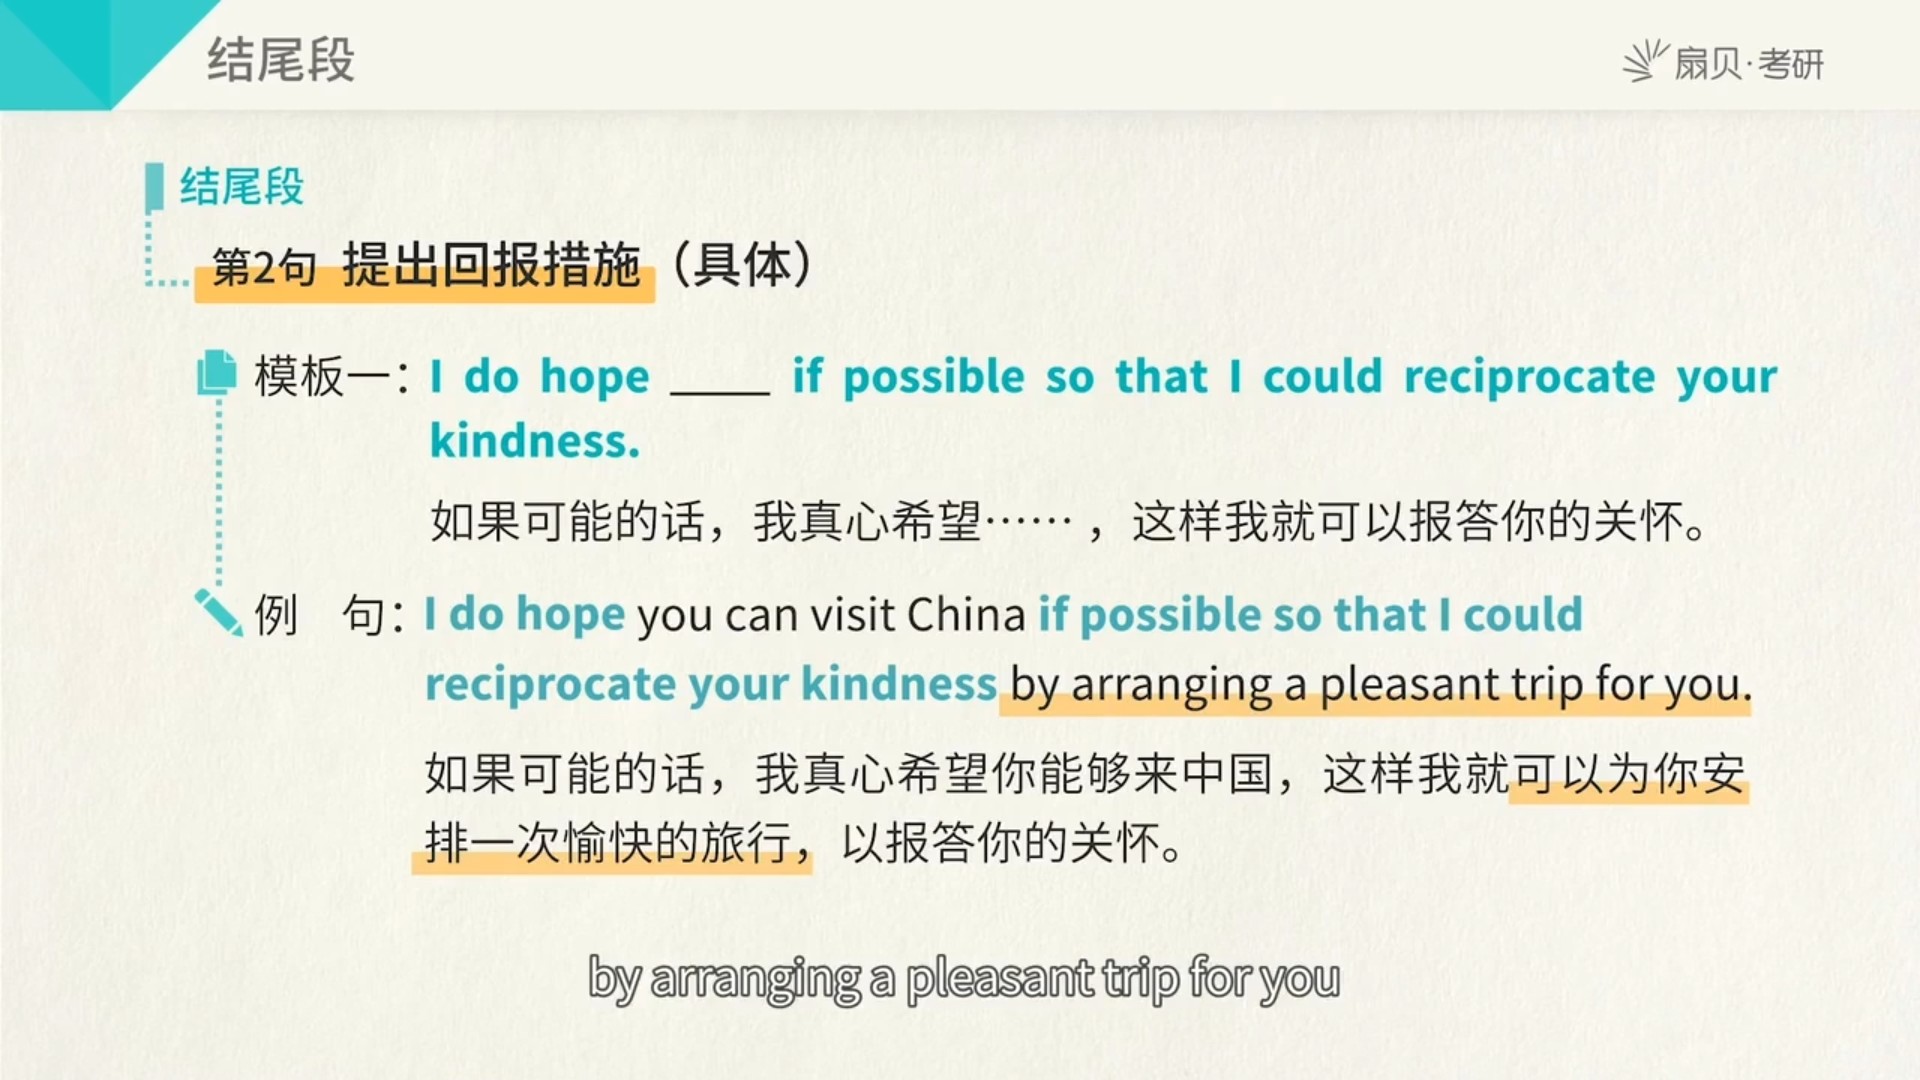 结尾段
扇贝·考研
结尾段
第2句 提出回报措施（具体）
模板一：I do hope ____ if possible so that I could reciprocate your
kindness.
如果可能的话，我真心希望……，这样我就可以报答你的关怀。
例 句：I do hope you can visit China if possible so that I could
reciprocate your kindness by arranging a pleasant trip for you.
如果可能的话，我真心希望你能够来中国，这样我就可以为你安
排一次愉快的旅行，以报答你的关怀。
by arranging a pleasant trip for you